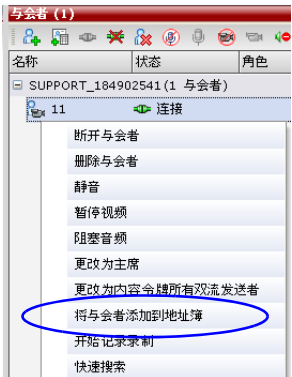 与会者 (1)
名称 状态 角色
SUPPORT_184902541(1 与会者)
11 连接
断开与会者
删除与会者
静音
暂停视频
阻塞音频
更改为主席
更改为内容令牌所有双流发送者
将与会者添加到地址簿
开始记录录制
快速搜索